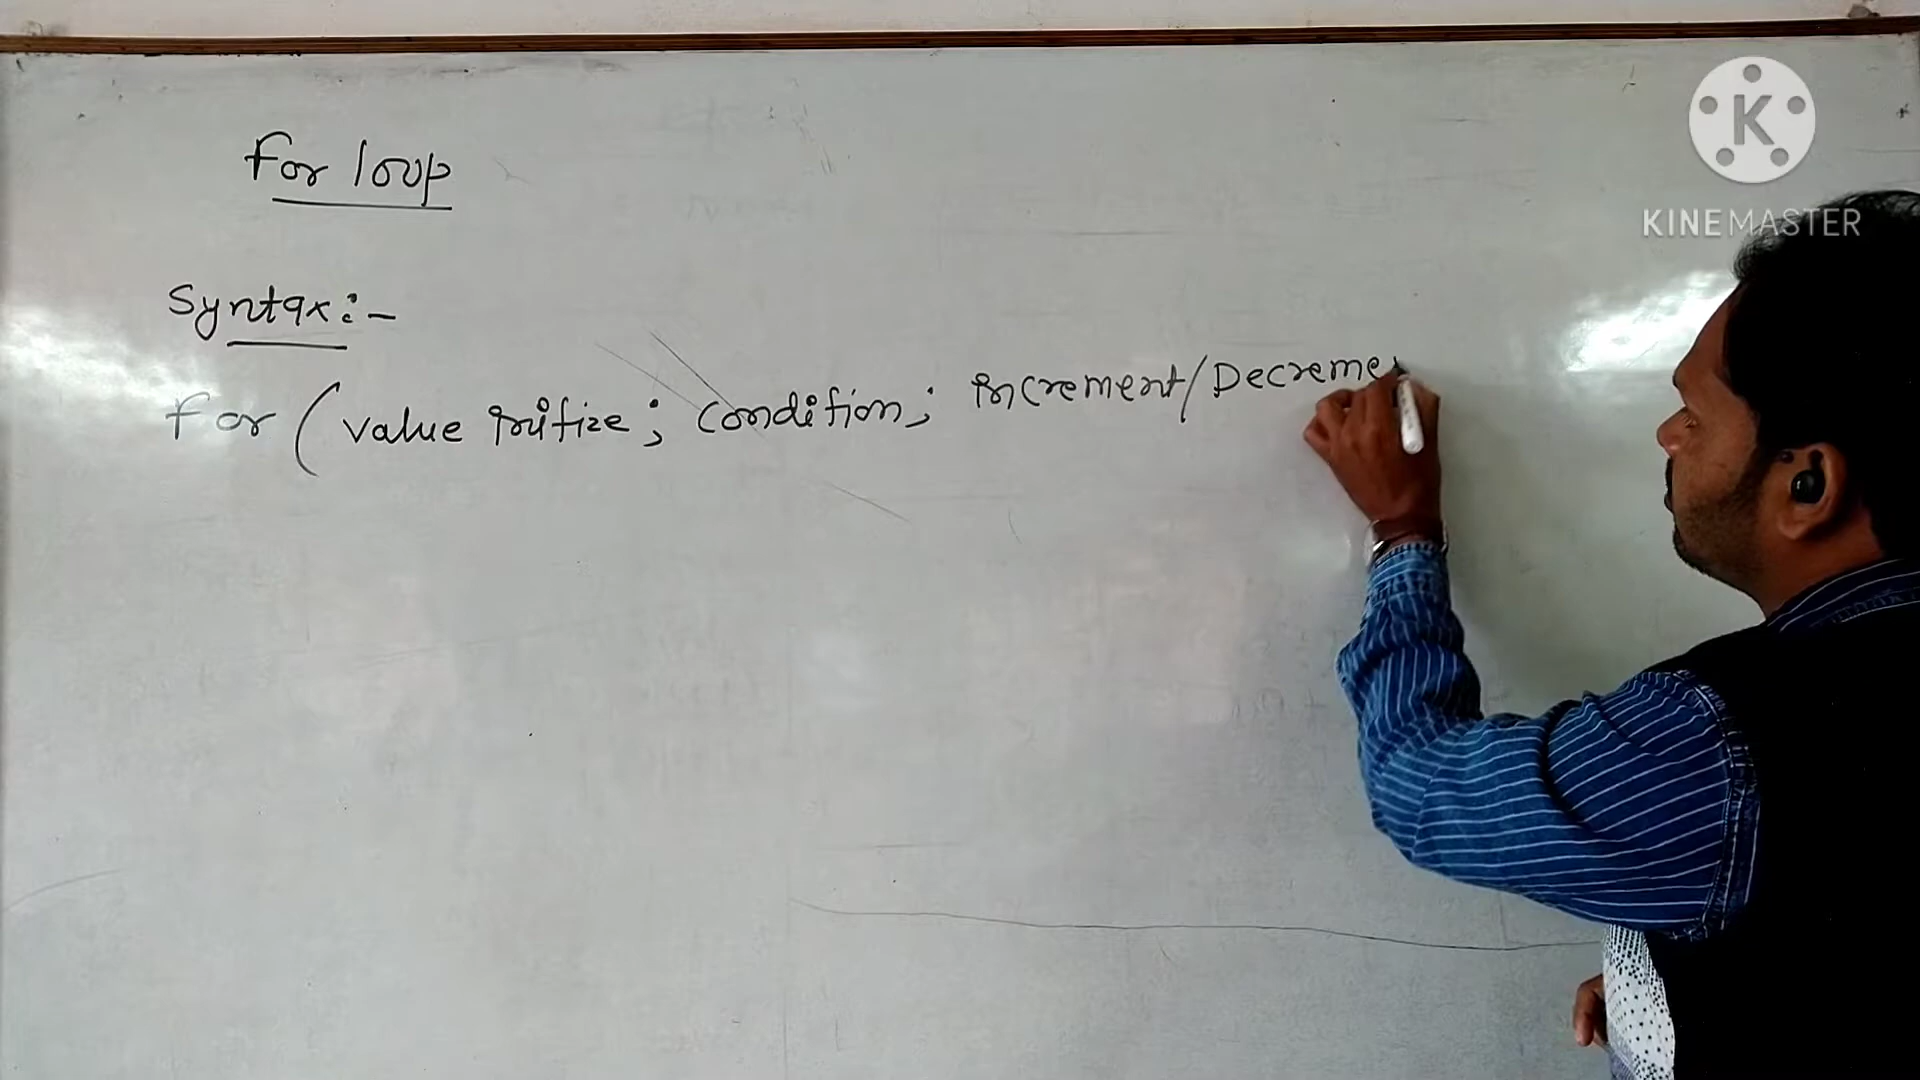 For loop
Syntax:-
For ( value initize ; condition ; increment/Decreme
K
KINEMASTER